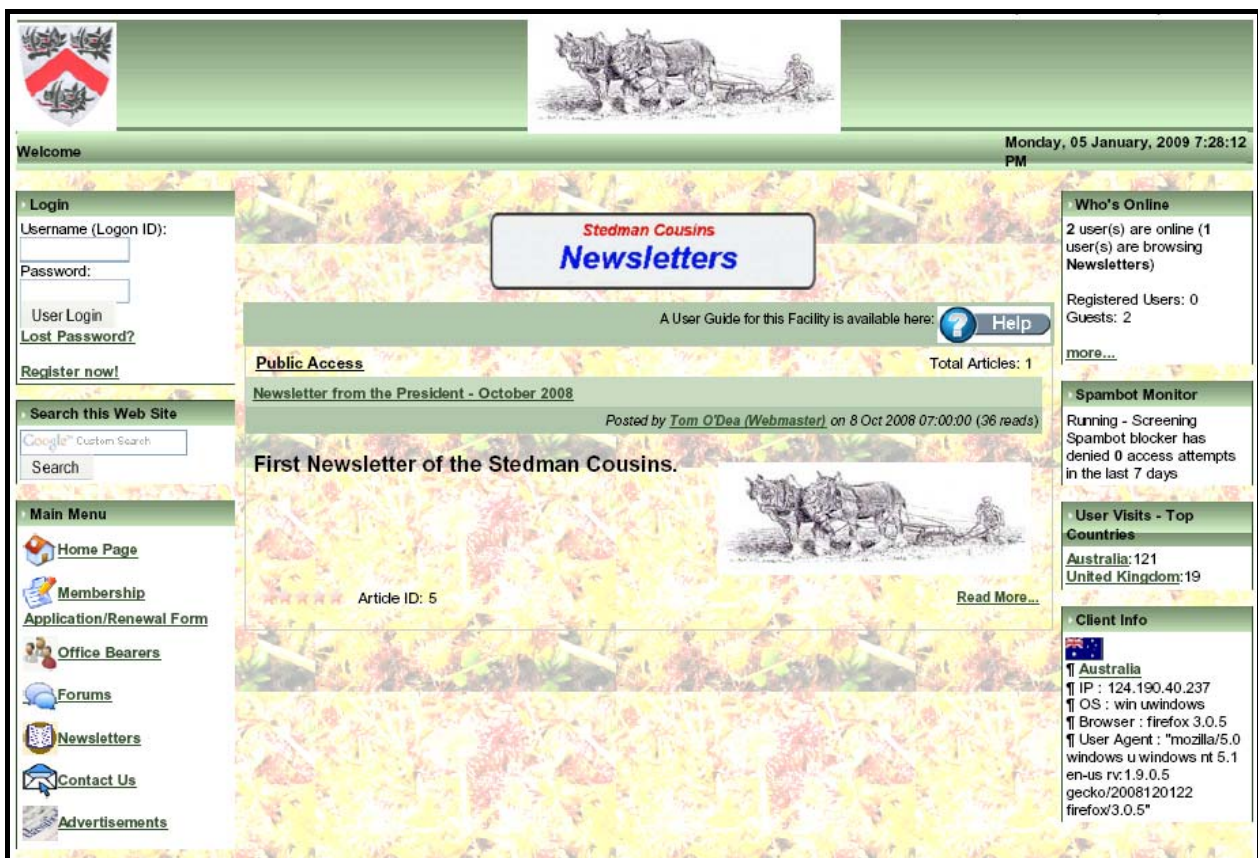 Welcome
Monday, 05 January, 2009 7:28:12
PM
Login
Username (Logon ID):
Password:
User Login
Lost Password?
Register now!
Search this Web Site
Google™ Custom Search
Search
Main Menu
Home Page
Membership
Application/Renewal Form
Office Bearers
Forums
Newsletters
Contact Us
Advertisements
Stedman Cousins
Newsletters
A User Guide for this Facility is available here:
Help
Public Access
Total Articles: 1
Newsletter from the President - October 2008
Posted by Tom O'Dea (Webmaster) on 8 Oct 2008 07:00:00 (36 reads)
First Newsletter of the Stedman Cousins.
Article ID: 5
Read More...
Who's Online
2 user(s) are online (1
user(s) are browsing
Newsletters)
Registered Users: 0
Guests: 2
more...
Spambot Monitor
Running - Screening
Spambot blocker has
denied 0 access attempts
in the last 7 days
User Visits - Top
Countries
Australia:121
United Kingdom:19
Client Info
¶ Australia
¶ IP : 124.190.40.237
¶ OS : win uwindows
¶ Browser : firefox 3.0.5
¶ User Agent : "mozilla/5.0
windows u windows nt 5.1
en-us rv:1.9.0.5
gecko/2008120122
firefox/3.0.5"